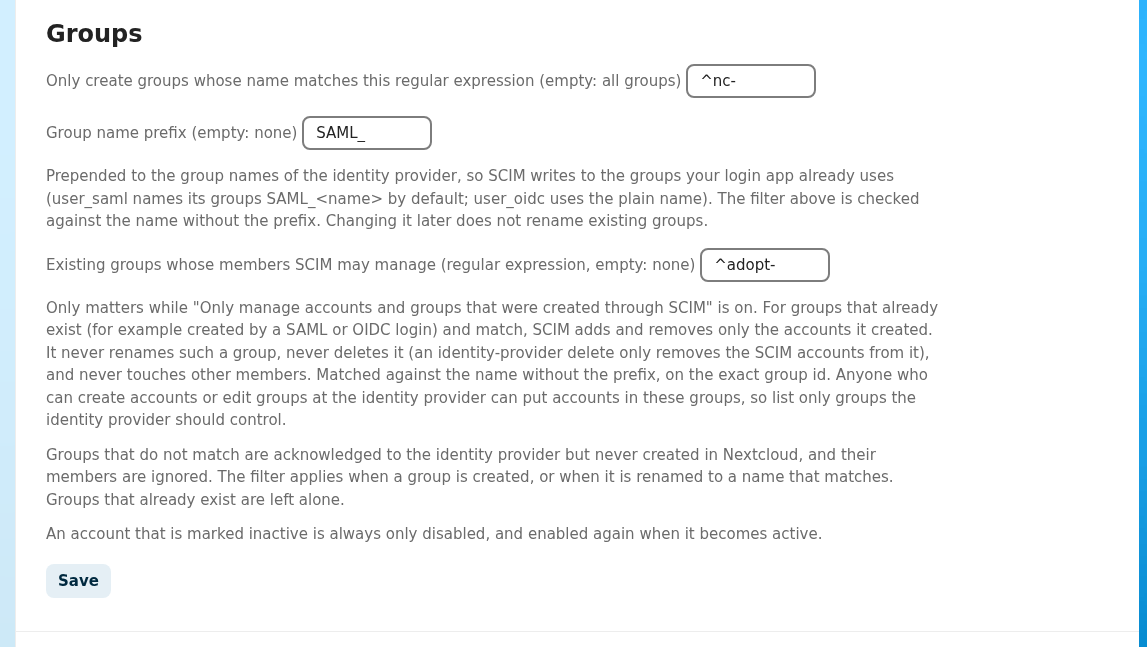 Groups
Only create groups whose name matches this regular expression (empty: all groups) ^nc-
Group name prefix (empty: none) SAML_
Prepended to the group names of the identity provider, so SCIM writes to the groups your login app already uses
(user_saml names its groups SAML_<name> by default; user_oidc uses the plain name). The filter above is checked
against the name without the prefix. Changing it later does not rename existing groups.
Existing groups whose members SCIM may manage (regular expression, empty: none) ^adopt-
Only matters while "Only manage accounts and groups that were created through SCIM" is on. For groups that already
exist (for example created by a SAML or OIDC login) and match, SCIM adds and removes only the accounts it created.
It never renames such a group, never deletes it (an identity-provider delete only removes the SCIM accounts from it),
and never touches other members. Matched against the name without the prefix, on the exact group id. Anyone who
can create accounts or edit groups at the identity provider can put accounts in these groups, so list only groups the
identity provider should control.
Groups that do not match are acknowledged to the identity provider but never created in Nextcloud, and their
members are ignored. The filter applies when a group is created, or when it is renamed to a name that matches.
Groups that already exist are left alone.
An account that is marked inactive is always only disabled, and enabled again when it becomes active.
Save